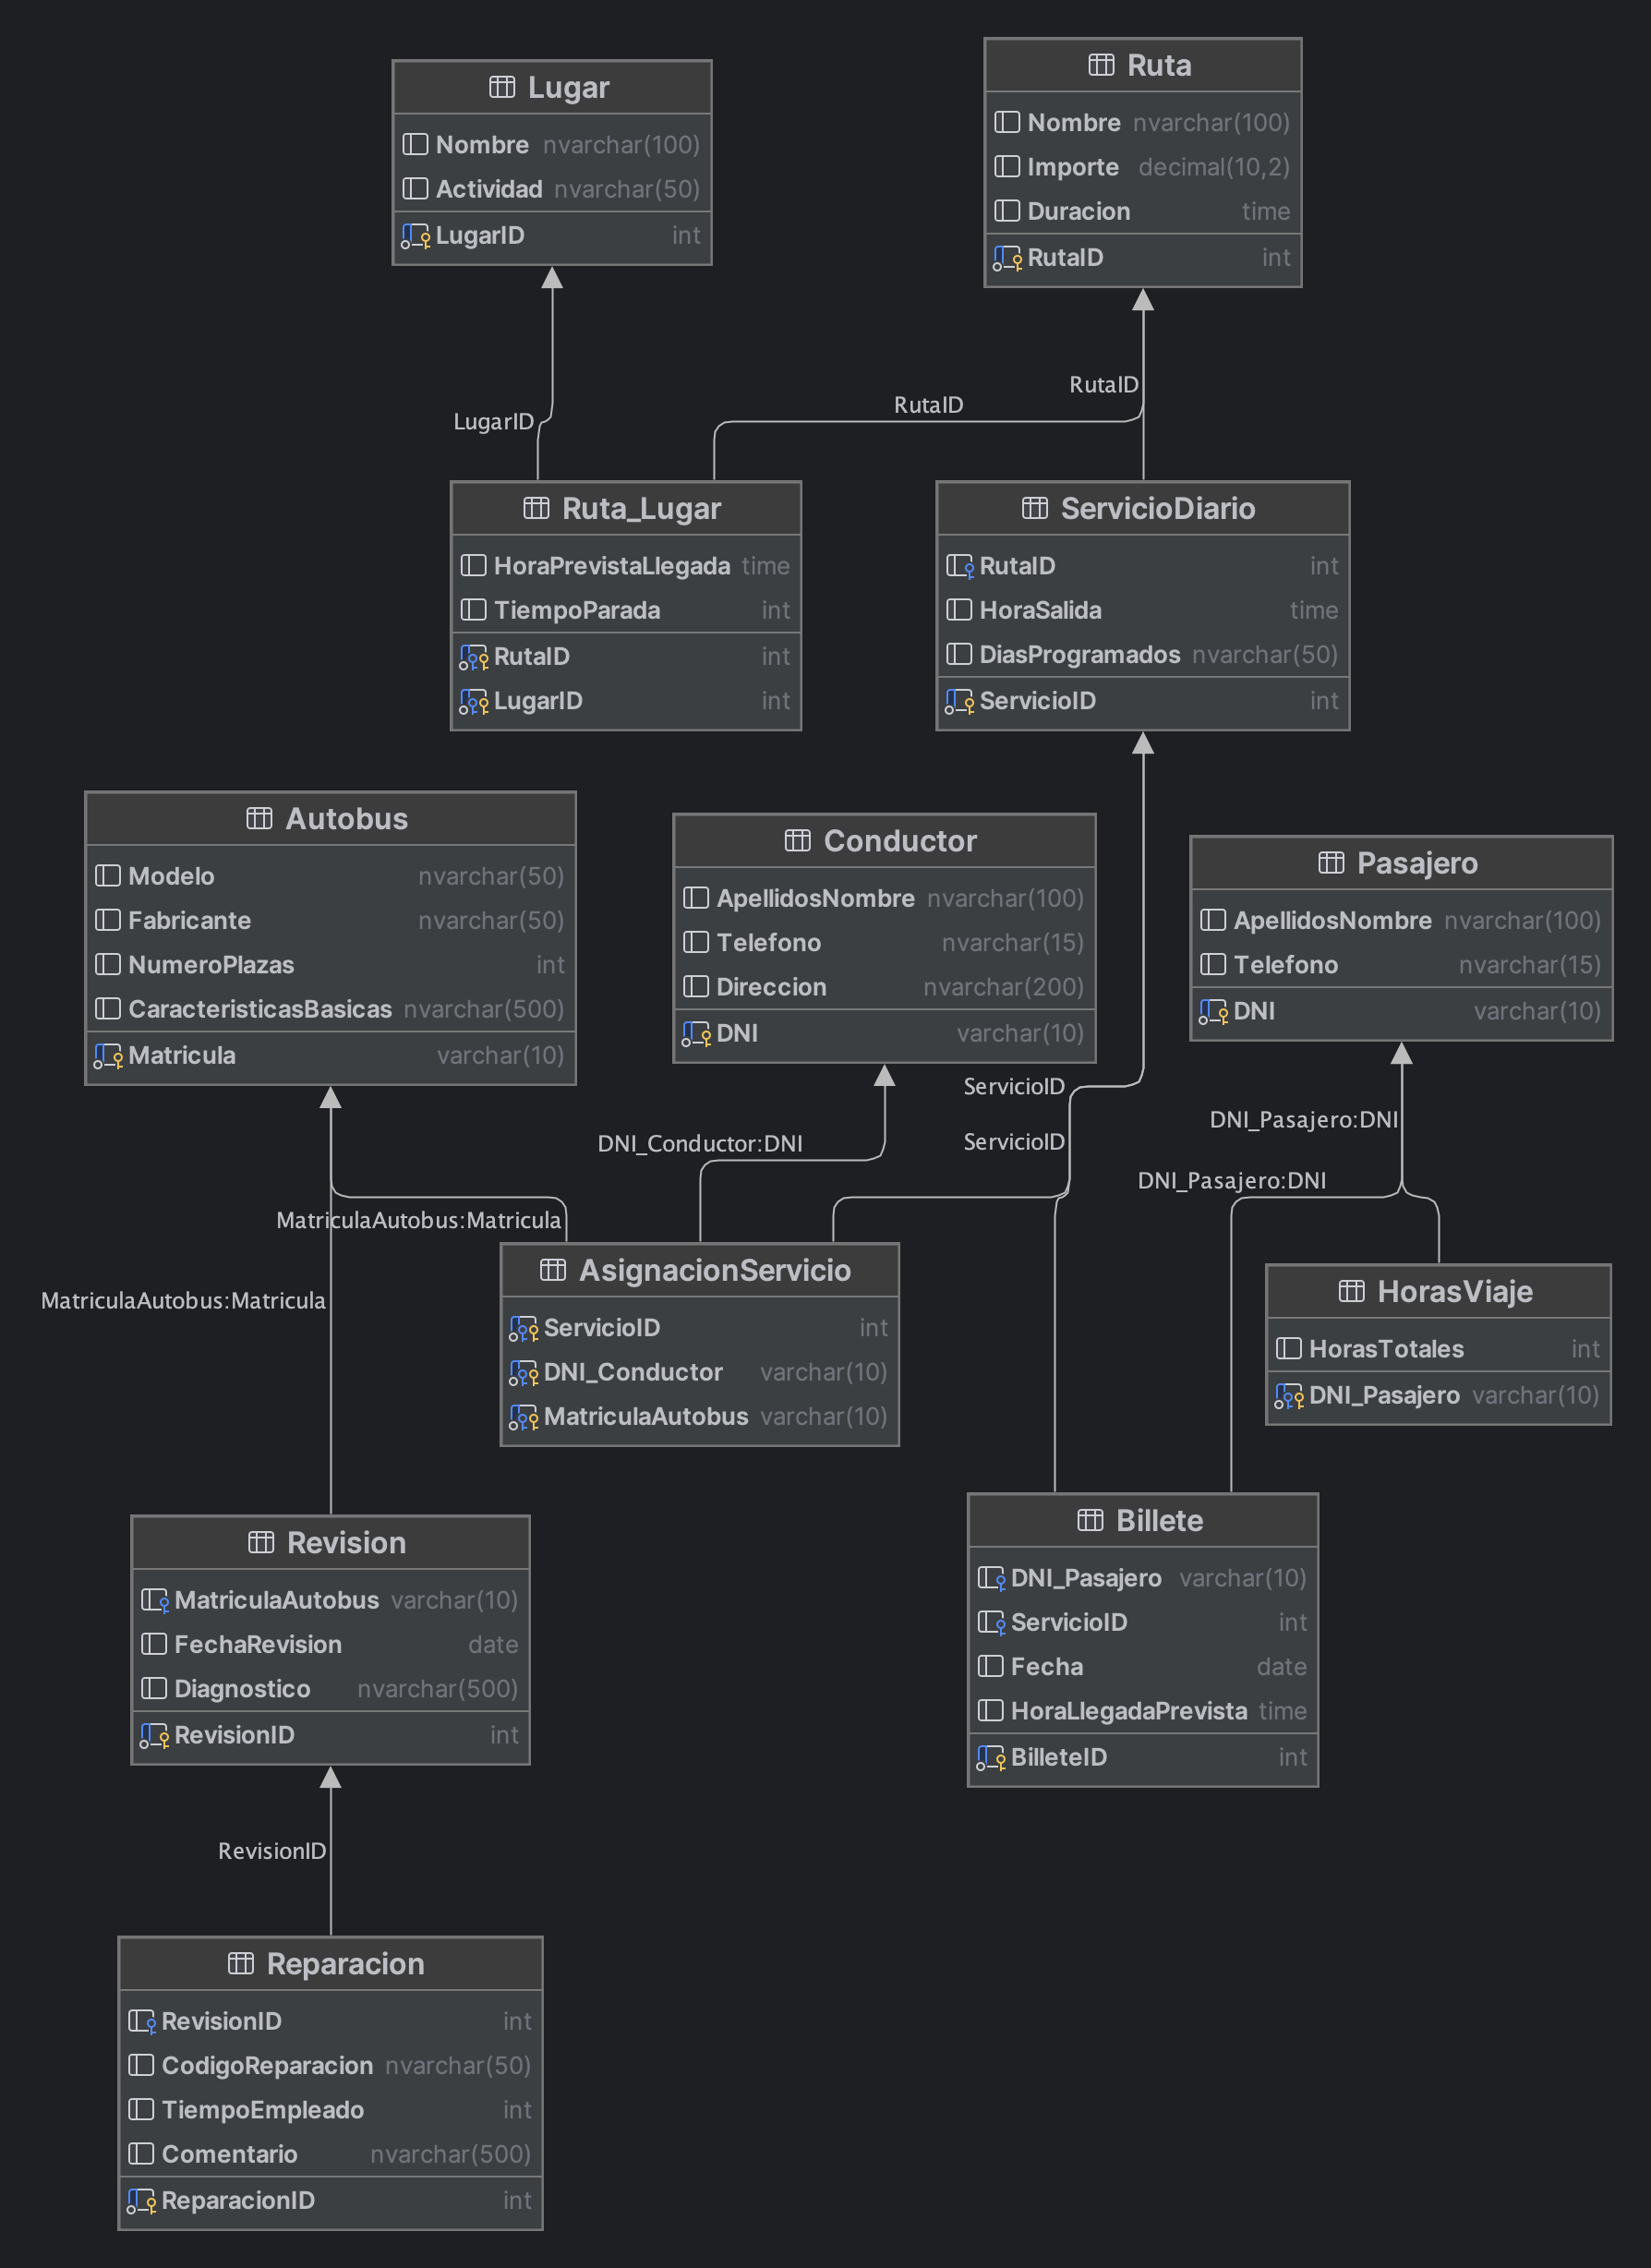 Lugar
Nombre nvarchar(100)
Actividad nvarchar(50)
LugarID int
Ruta
Nombre nvarchar(100)
Importe decimal(10,2)
Duracion time
RutaID int
LugarID
RutaID
RutaID
Ruta_Lugar
HoraPrevistaLlegada time
TiempoParada int
RutaID int
LugarID int
ServicioDiario
RutaID int
HoraSalida time
DiasProgramados nvarchar(50)
ServicioID int
Autobus
Modelo nvarchar(50)
Fabricante nvarchar(50)
NumeroPlazas int
CaracteristicasBasicas nvarchar(500)
Matricula varchar(10)
Conductor
ApellidosNombre nvarchar(100)
Telefono nvarchar(15)
Direccion nvarchar(200)
DNI varchar(10)
Pasajero
ApellidosNombre nvarchar(100)
Telefono nvarchar(15)
DNI varchar(10)
ServicioID
DNI_Pasajero:DNI
DNI_Conductor:DNI
ServicioID
DNI_Pasajero:DNI
MatriculaAutobus:Matricula
MatriculaAutobus:Matricula
AsignacionServicio
ServicioID int
DNI_Conductor varchar(10)
MatriculaAutobus varchar(10)
HorasViaje
HorasTotales int
DNI_Pasajero varchar(10)
Revision
MatriculaAutobus varchar(10)
FechaRevision date
Diagnostico nvarchar(500)
RevisionID int
Billete
DNI_Pasajero varchar(10)
ServicioID int
Fecha date
HoraLlegadaPrevista time
BilleteID int
RevisionID
Reparacion
RevisionID int
CodigoReparacion nvarchar(50)
TiempoEmpleado int
Comentario nvarchar(500)
ReparacionID int